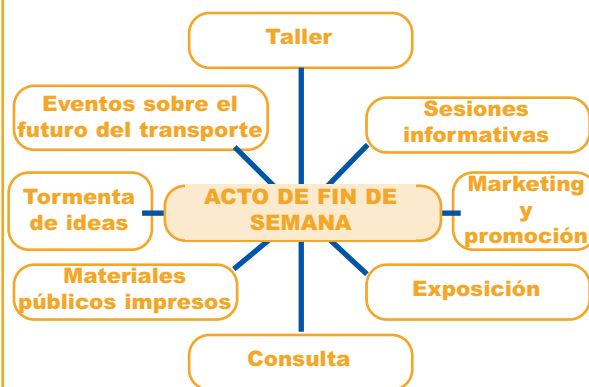 Taller
Eventos sobre el
futuro del transporte
Sesiones
informativas
Tormenta
de ideas
ACTO DE FIN DE
SEMANA
Marketing
y
promoción
Materiales
públicos impresos
Exposición
Consulta